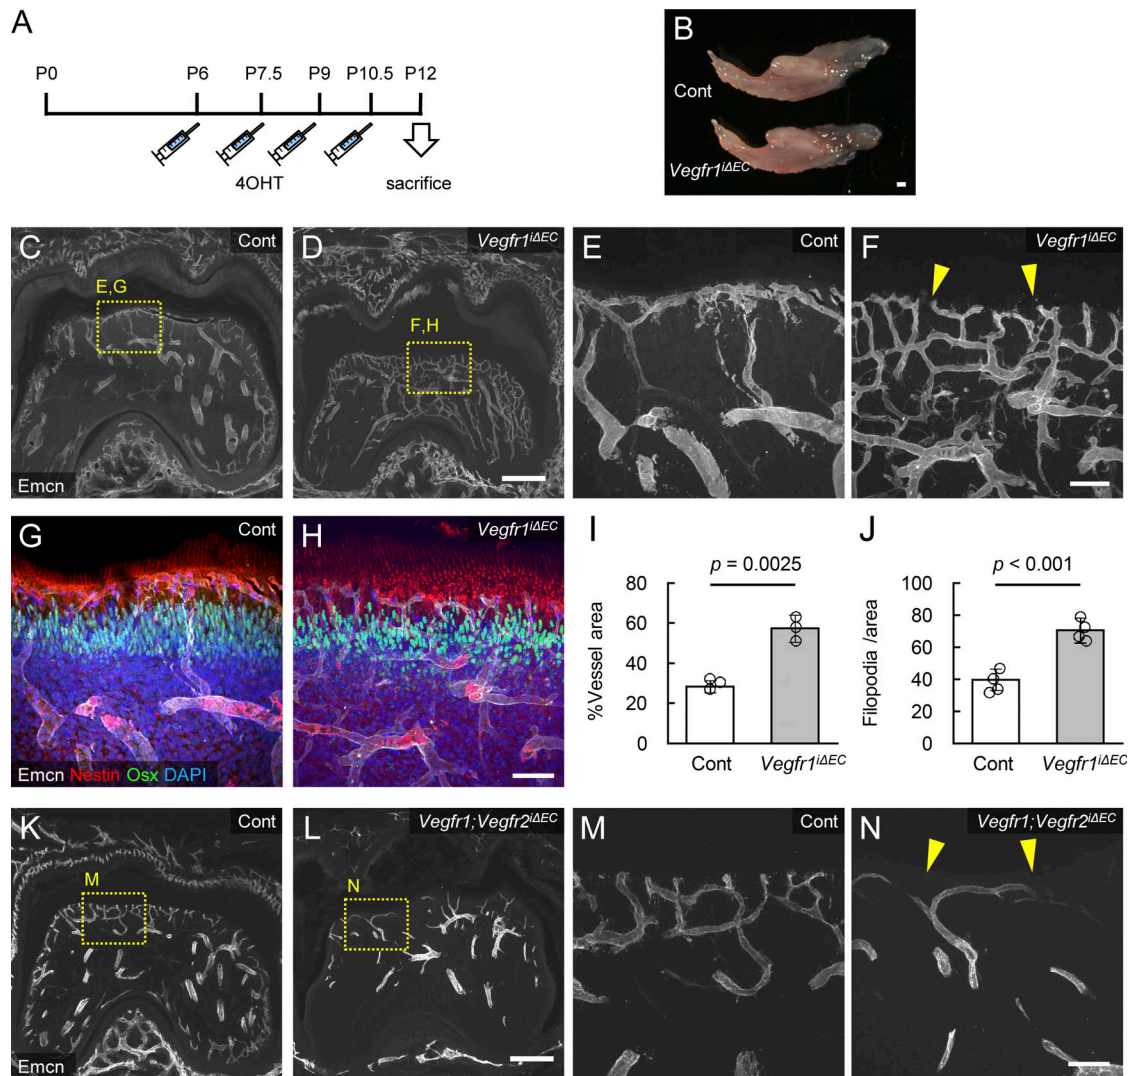 A
P0 P6 P7.5 P9 P10.5 P12
4OHT sacrifice
B
Cont
Vegfr1iΔEC
C Cont
E,G
Emcn
D Vegfr1iΔEC
F,H
E Cont
F Vegfr1iΔEC
G Cont
Emcn Nestin Osx DAPI
H Vegfr1iΔEC
I
p = 0.0025
%Vessel area
80
60
40
20
0
Cont Vegfr1iΔEC
J
p < 0.001
Filopodia /area
100
80
60
40
20
0
Cont Vegfr1iΔEC
K Cont
M
Emcn
L Vegfr1;Vegfr2iΔEC
N
M Cont
N Vegfr1;Vegfr2iΔEC